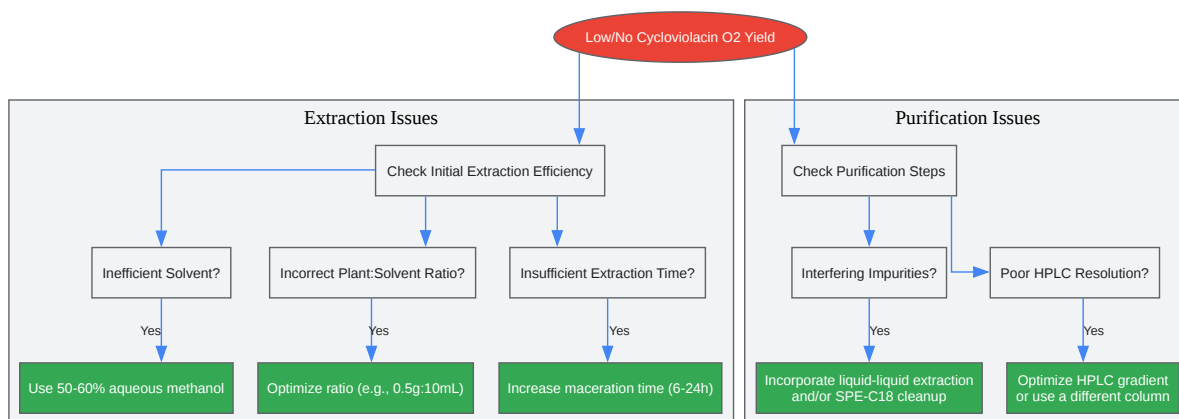 Low/No Cycloviolacin O2 Yield
Extraction Issues
Purification Issues
Check Initial Extraction Efficiency
Check Purification Steps
Inefficient Solvent?
Incorrect Plant:Solvent Ratio?
Insufficient Extraction Time?
Interfering Impurities?
Poor HPLC Resolution?
Yes
Yes
Yes
Yes
Yes
Use 50-60% aqueous methanol
Optimize ratio (e.g., 0.5g:10mL)
Increase maceration time (6-24h)
Incorporate liquid-liquid extraction
and/or SPE-C18 cleanup
Optimize HPLC gradient
or use a different column